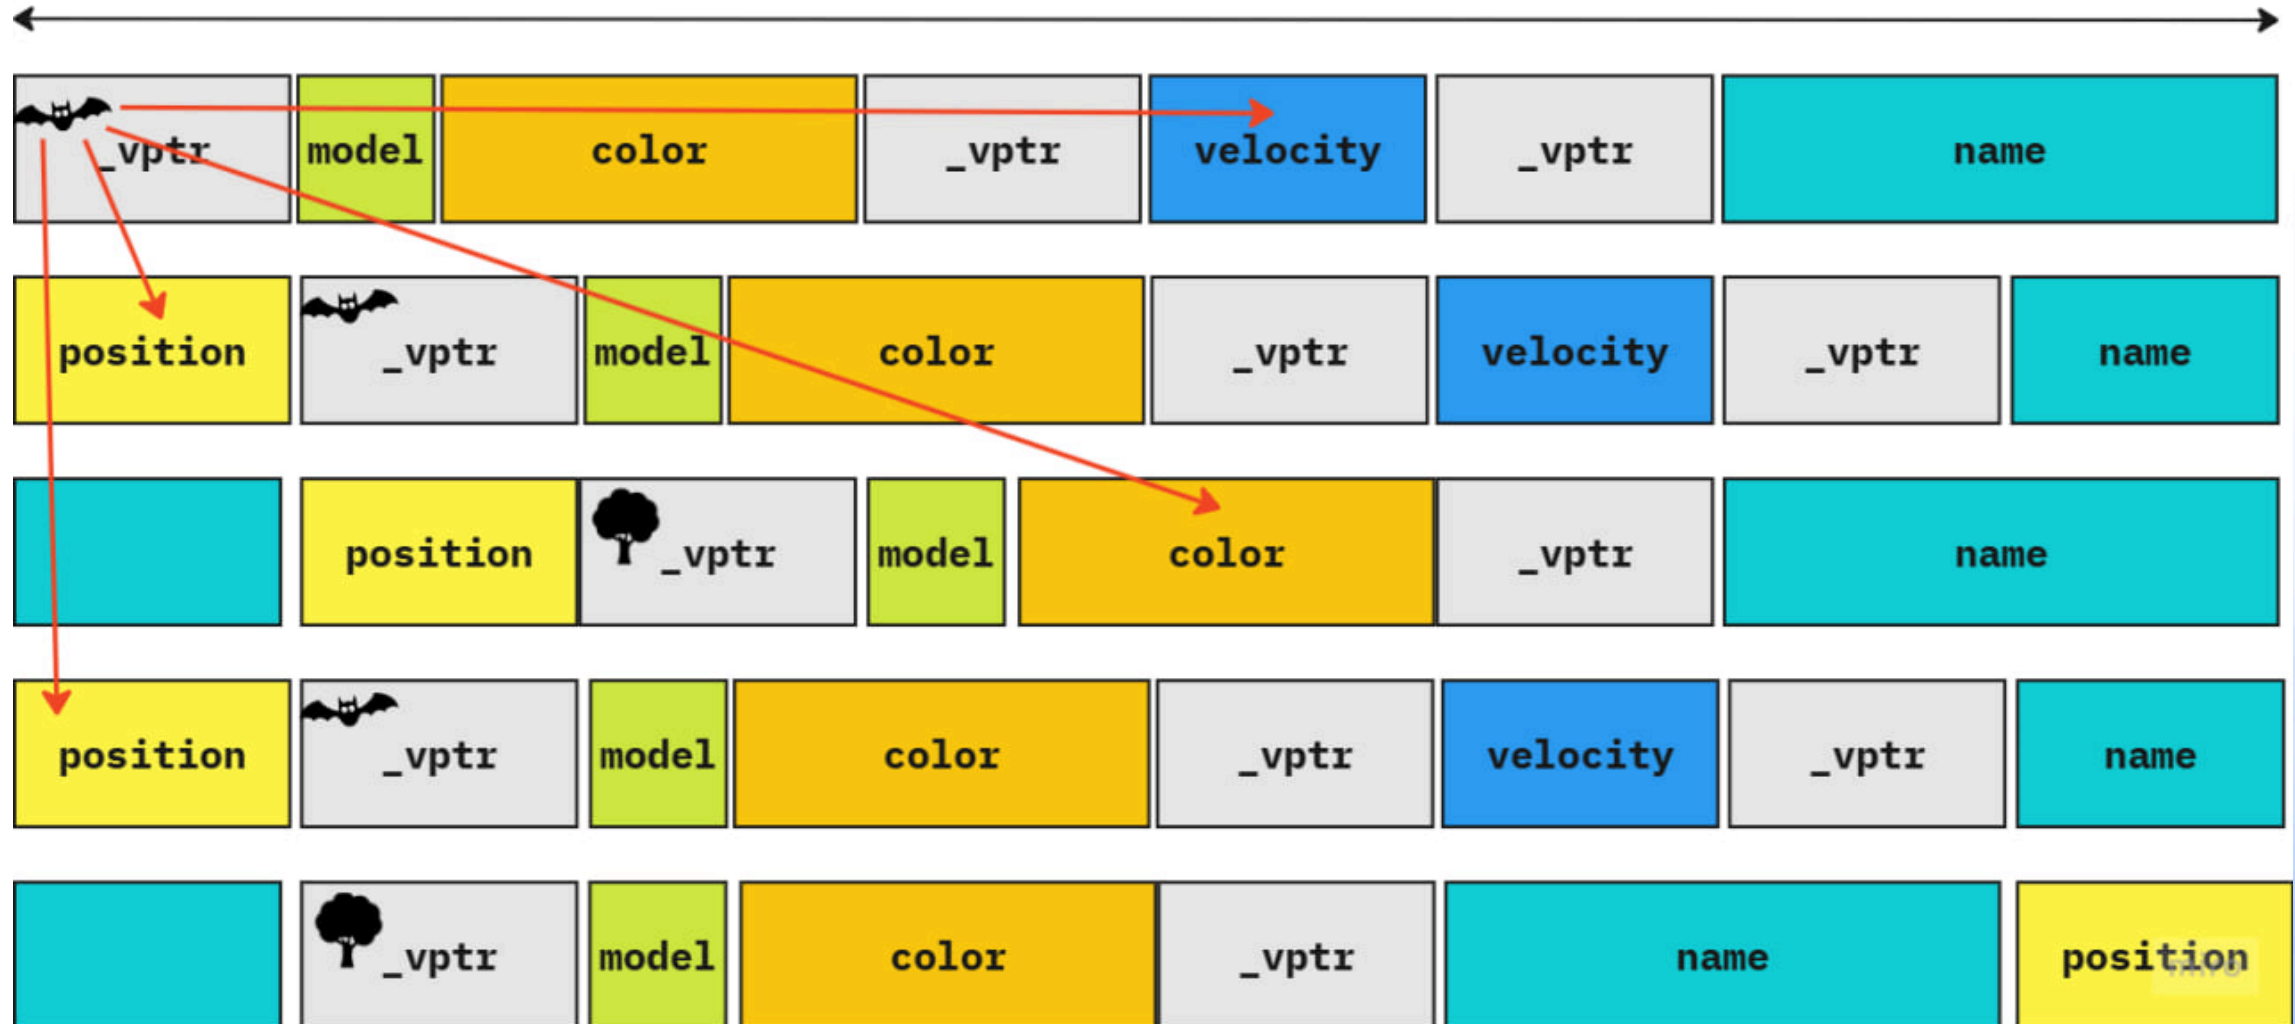 _vptr model color _vptr velocity _vptr name
position _vptr model color _vptr velocity _vptr name
position _vptr model color _vptr name
position _vptr model color _vptr velocity _vptr name
_vptr model color _vptr name position
miro